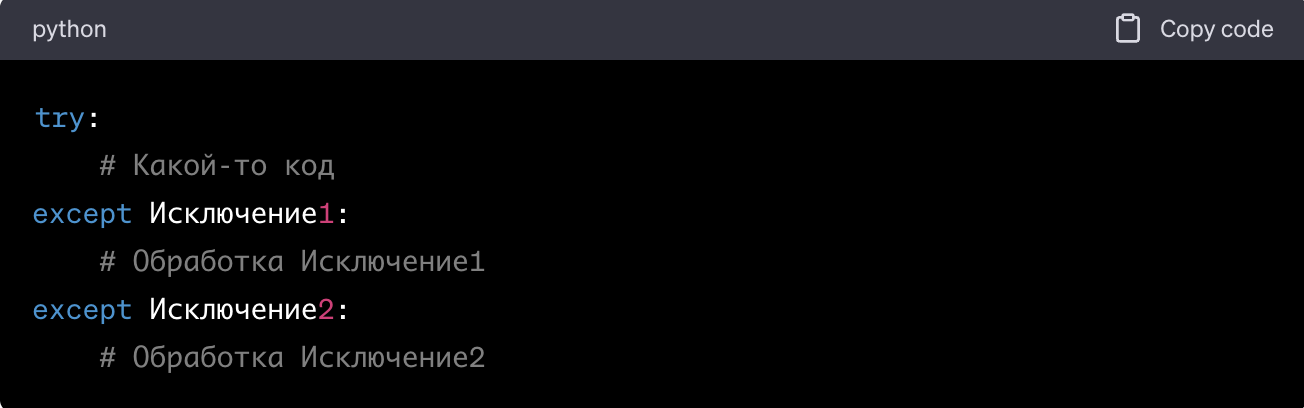 python
Copy code
try:
    # Какой-то код
except Исключение1:
    # Обработка Исключение1
except Исключение2:
    # Обработка Исключение2